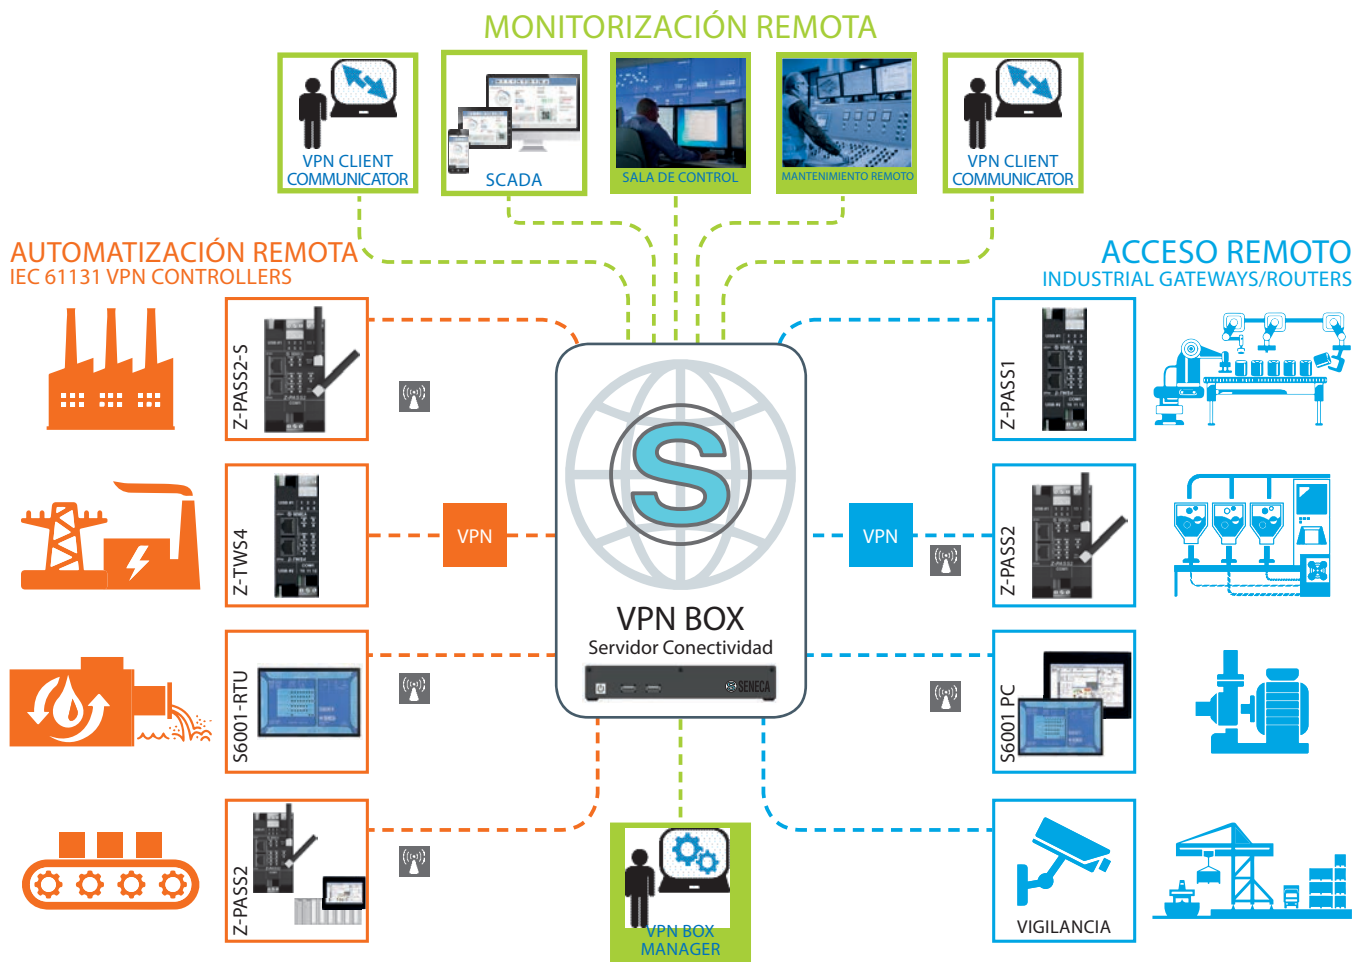 MONITORIZACIÓN REMOTA
VPN CLIENT
COMMUNICATOR
SCADA
SALA DE CONTROL
MANTENIMIENTO REMOTO
VPN CLIENT
COMMUNICATOR
AUTOMATIZACIÓN REMOTA
IEC 61131 VPN CONTROLLERS
ACCESO REMOTO
INDUSTRIAL GATEWAYS/ROUTERS
Z-PASS2-S
Z-PASS1
Z-TWS4
VPN
S
VPN
Z-PASS2
VPN BOX
Servidor Conectividad
SENECA
S6001-RTU
S6001 PC
Z-PASS2
VPN BOX
MANAGER
VIGILANCIA